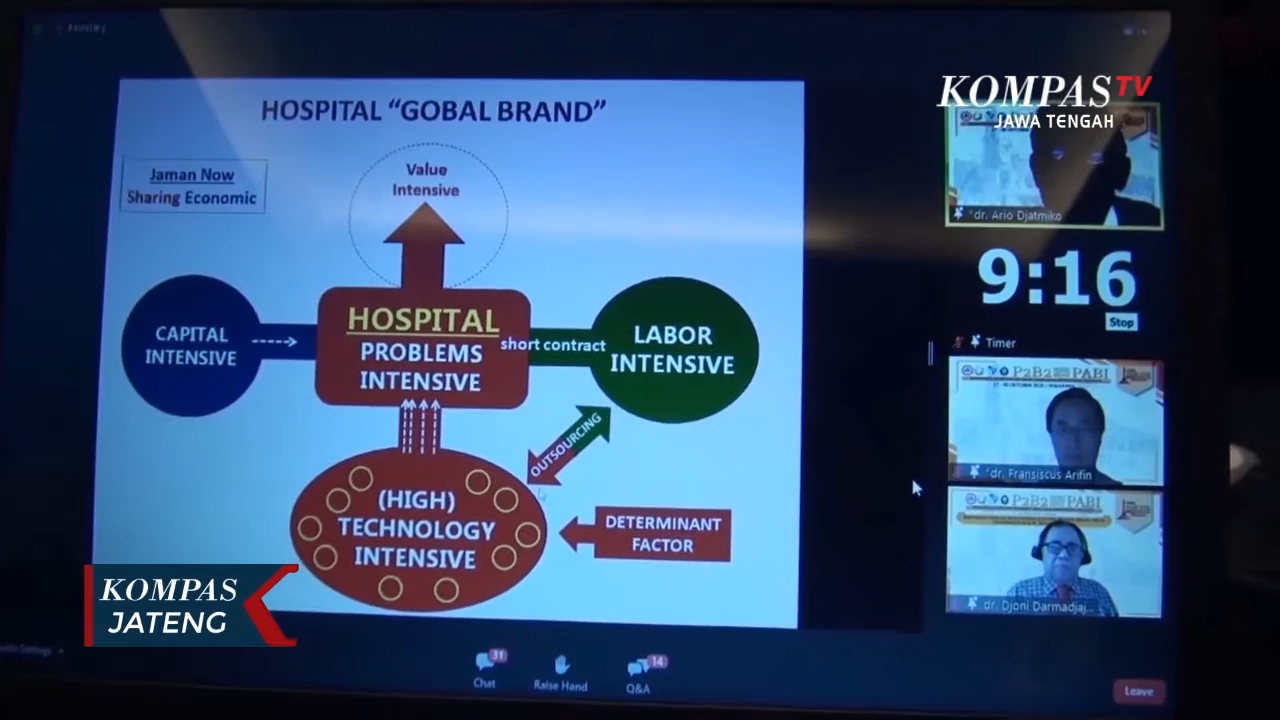 HOSPITAL “GOBAL BRAND”
KOMPAS TV
JAWA TENGAH
Jaman Now
Sharing Economic
Value
Intensive
CAPITAL
INTENSIVE
HOSPITAL
PROBLEMS
INTENSIVE
short contract
LABOR
INTENSIVE
OUTSOURCING
(HIGH)
TECHNOLOGY
INTENSIVE
DETERMINANT
FACTOR
dr. Ario Djatmiko
9:16
Stop
Timer
P2B2 PABI
dr. Fransiscus Arifin
P2B2 PABI
dr. Djoni Darmadjaj...
KOMPAS
JATENG
31
Chat
Raise Hand
14
Q&A
Leave